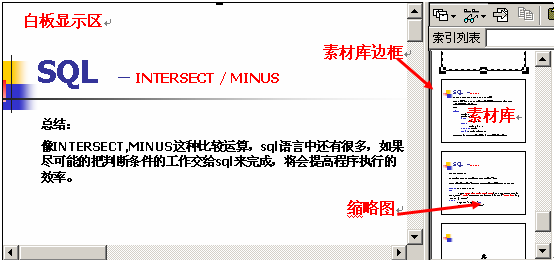 白板显示区
SQL — INTERSECT / MINUS
总结：
像INTERSECT,MINUS这种比较运算，sql语言中还有很多，如果
尽可能的把判断条件的工作交给sql来完成，将会提高程序执行的
效率。
索引列表
素材库边框
素材库
缩略图